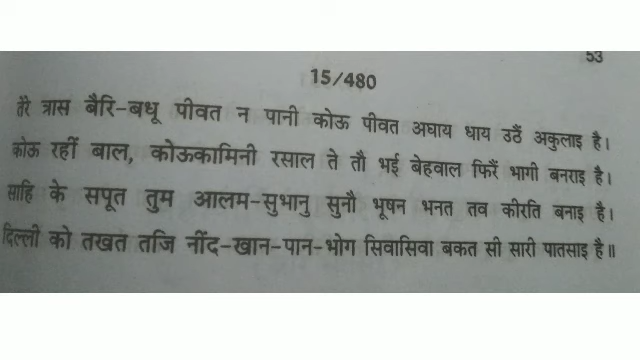 53
15/480
तेरे त्रास बैरि-बधू पीवत न पानी कोऊ पीवत अघाय धाय उठैं अकुलाइ है।
कोऊ रहीं बाल, कोऊकामिनी रसाल ते तौ भई बेहवाल फिरैं भागी बनराइ है।
साहि के सपूत तुम आलम-सुभानु सुनौ भूषन भनत तव कीरति बनाइ है।
दिल्ली को तखत तजि नींद-खान-पान-भोग सिवासिवा बकत सी सारी पातसाइ है॥